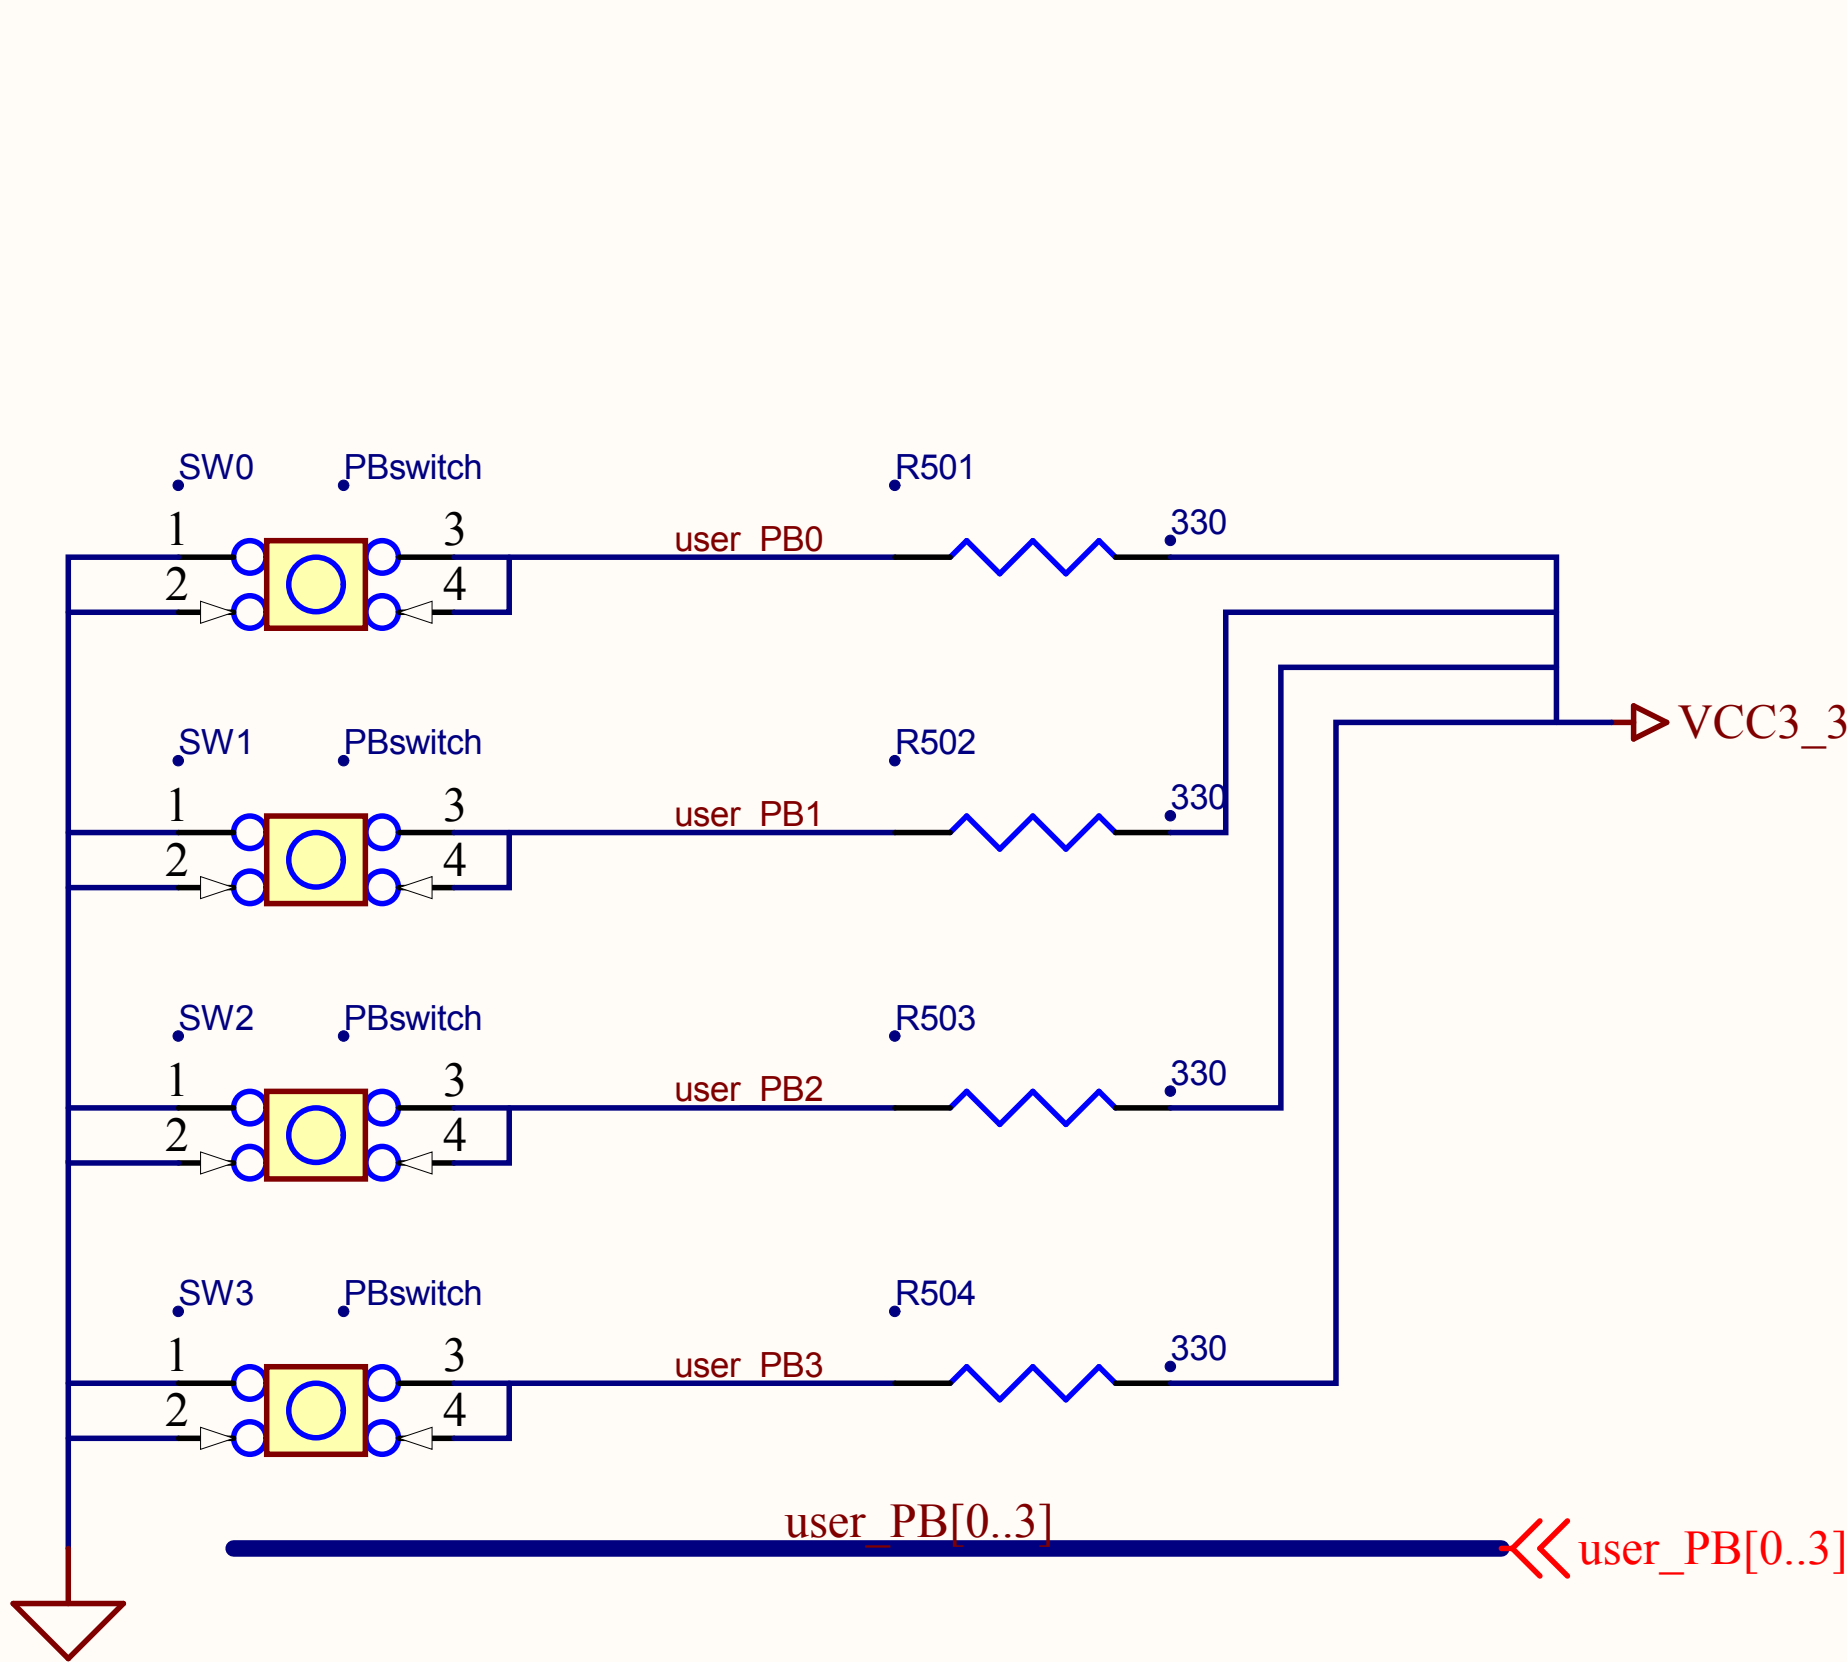 SW0 PBswitch R501
1 3 user_PB0 330
2 4
VCC3_3
SW1 PBswitch R502
1 3 user_PB1 330
2 4
SW2 PBswitch R503
1 3 user_PB2 330
2 4
SW3 PBswitch R504
1 3 user_PB3 330
2 4
user_PB[0..3]
user_PB[0..3]